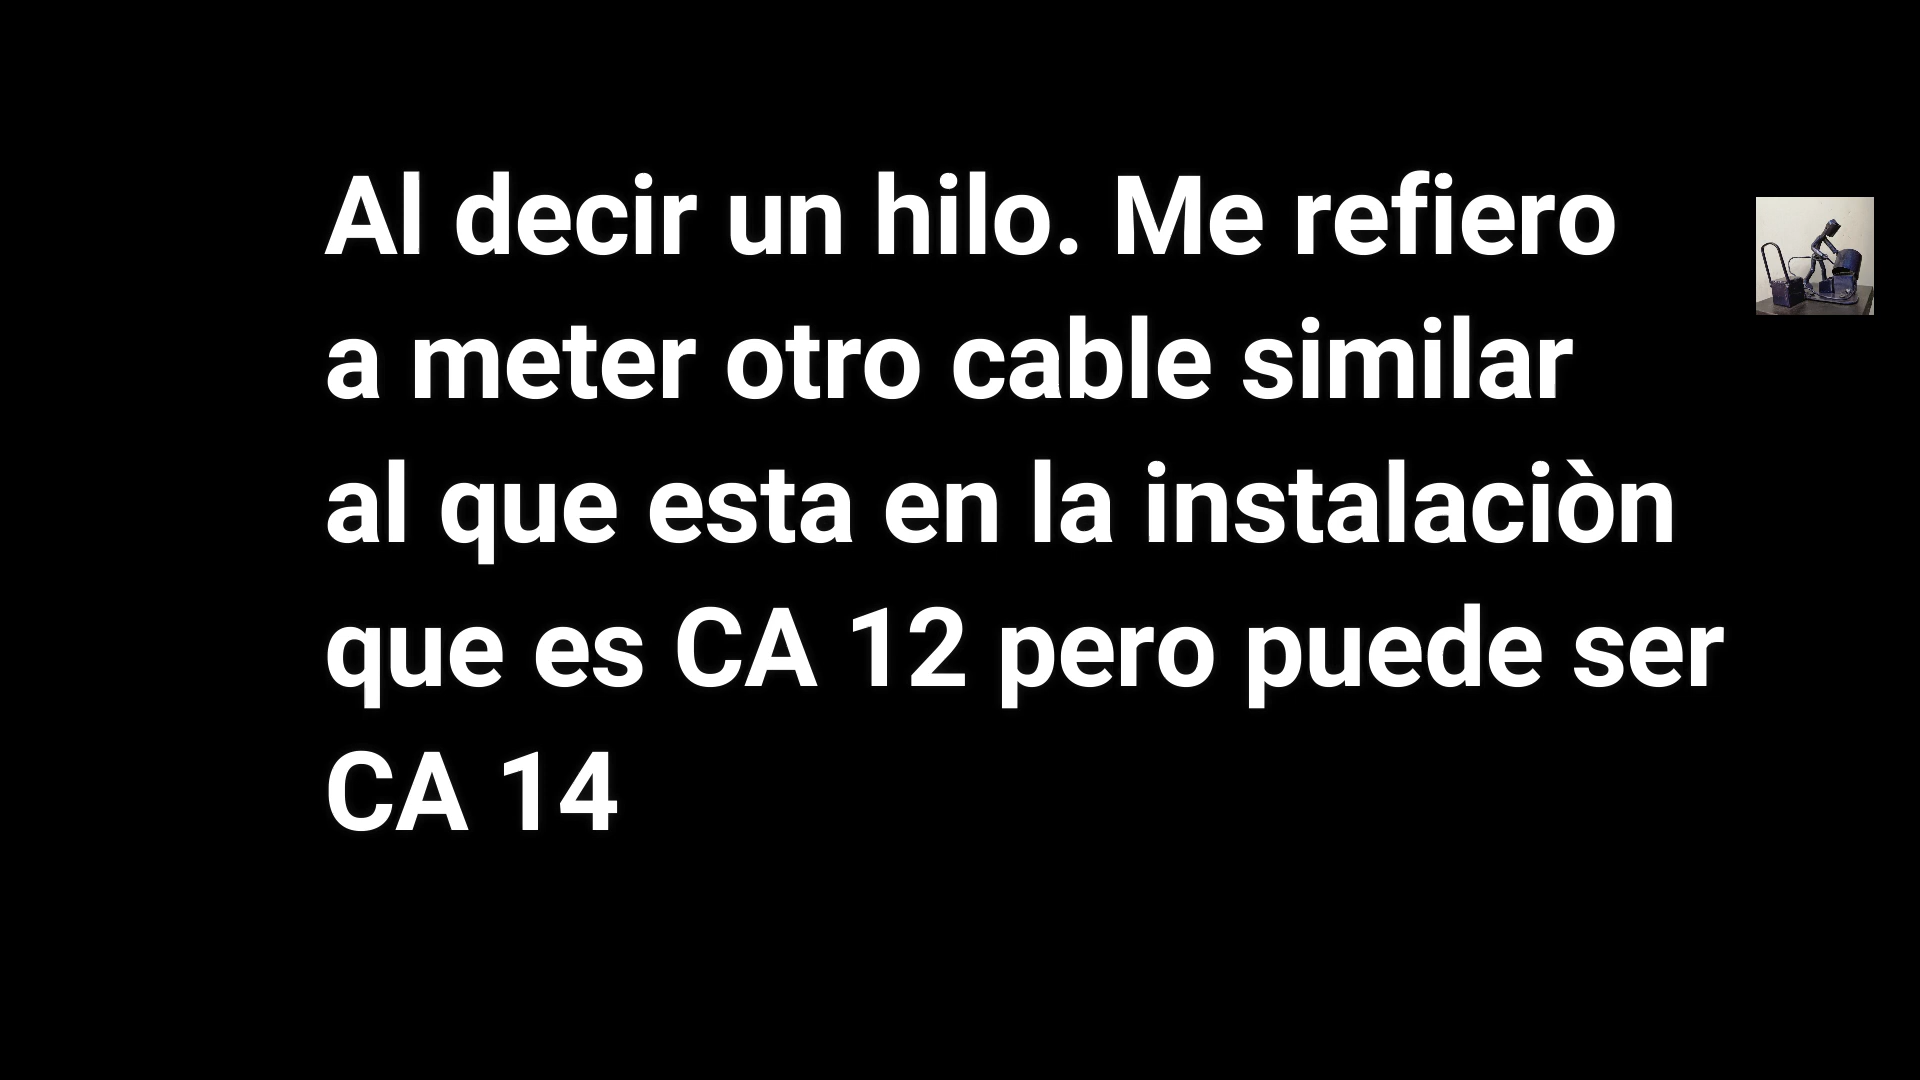 Al decir un hilo. Me refiero
a meter otro cable similar
al que esta en la instalaciòn
que es CA 12 pero puede ser
CA 14